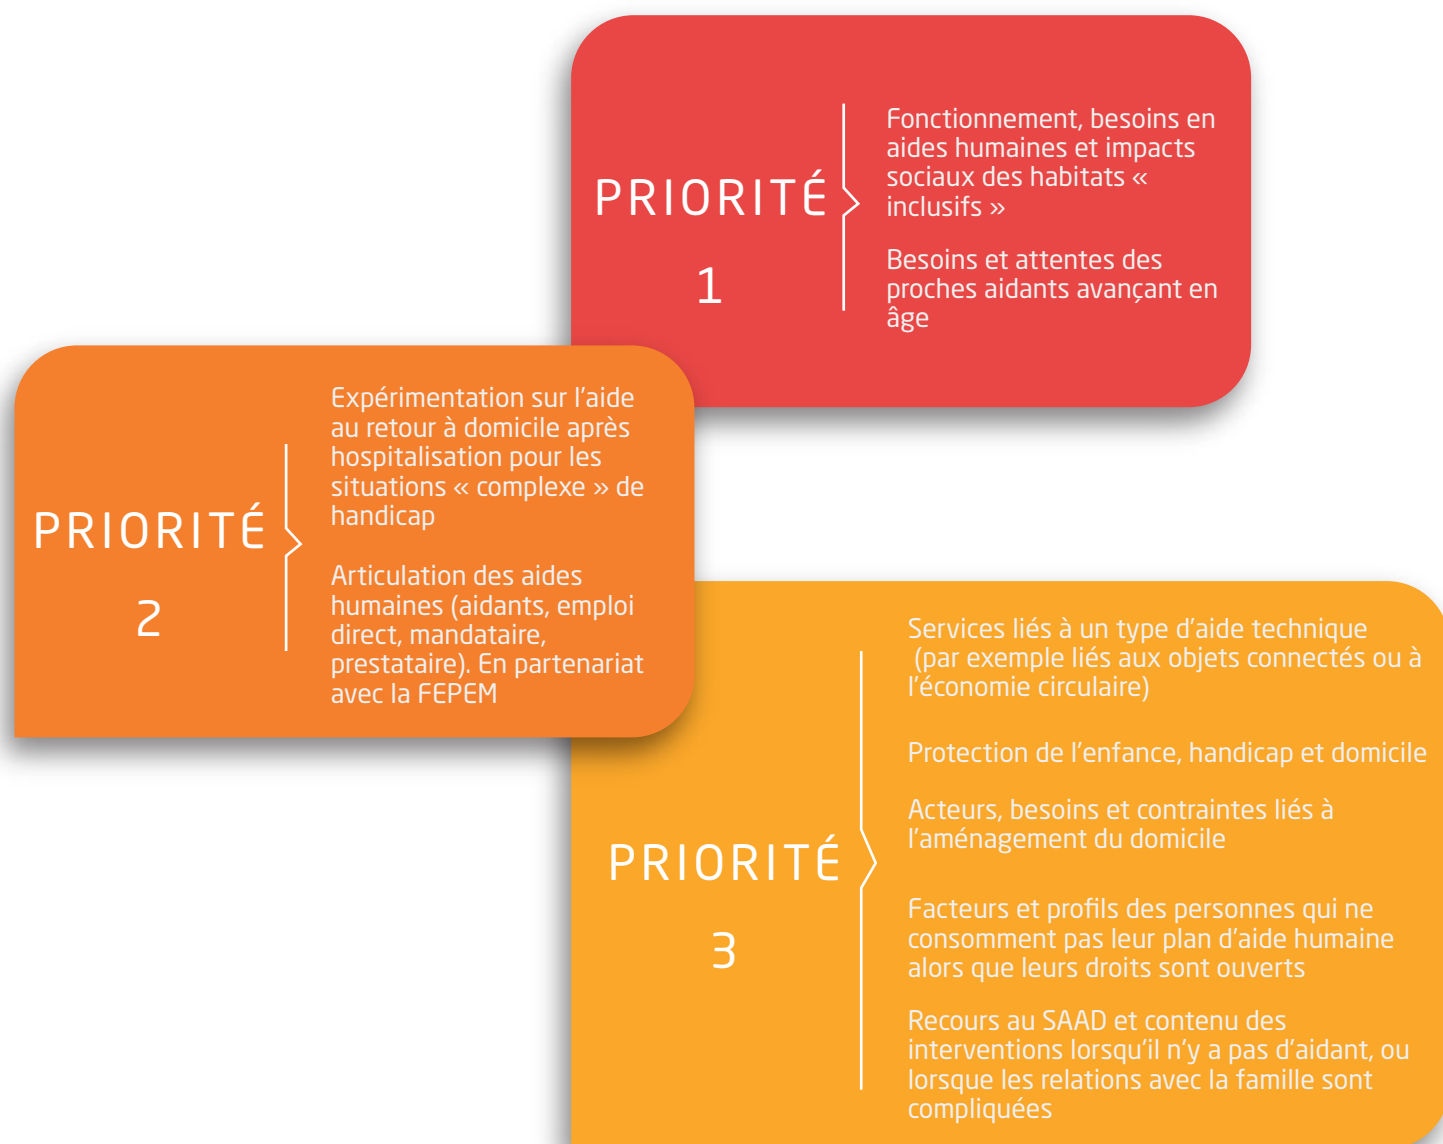 PRIORITÉ
1
Fonctionnement, besoins en
aides humaines et impacts
sociaux des habitats «
inclusifs »
Besoins et attentes des
proches aidants avançant en
âge
PRIORITÉ
2
Expérimentation sur l'aide
au retour à domicile après
hospitalisation pour les
situations « complexe » de
handicap
Articulation des aides
humaines (aidants, emploi
direct, mandataire,
prestataire). En partenariat
avec la FEPEM
PRIORITÉ
3
Services liés à un type d'aide technique
(par exemple liés aux objets connectés ou à
l'économie circulaire)
Protection de l'enfance, handicap et domicile
Acteurs, besoins et contraintes liés à
l'aménagement du domicile
Facteurs et profils des personnes qui ne
consomment pas leur plan d'aide humaine
alors que leurs droits sont ouverts
Recours au SAAD et contenu des
interventions lorsqu'il n'y a pas d'aidant, ou
lorsque les relations avec la famille sont
compliquées